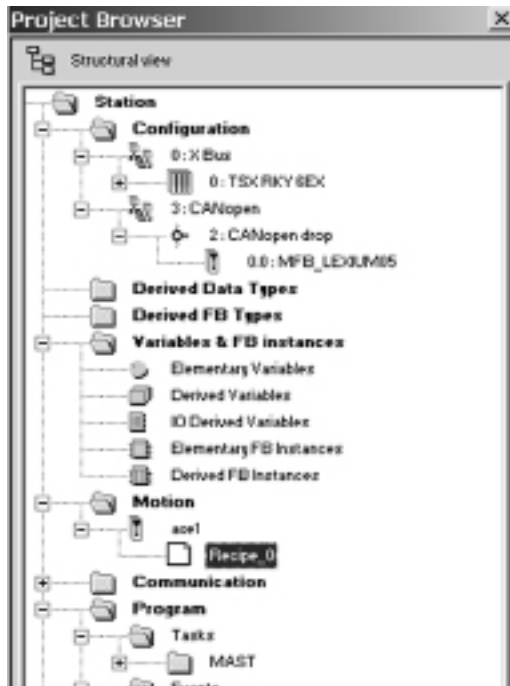 Project Browser
Structural view
Station
Configuration
0: X Bus
0: TSX RKY 6EX
3: CANopen
2: CANopen drop
0.0: MFB_LEXIUM05
Derived Data Types
Derived FB Types
Variables & FB instances
Elementary Variables
Derived Variables
IO Derived Variables
Elementary FB Instances
Derived FB Instances
Motion
Recipe_0
Communication
Program
Tasks
MAST